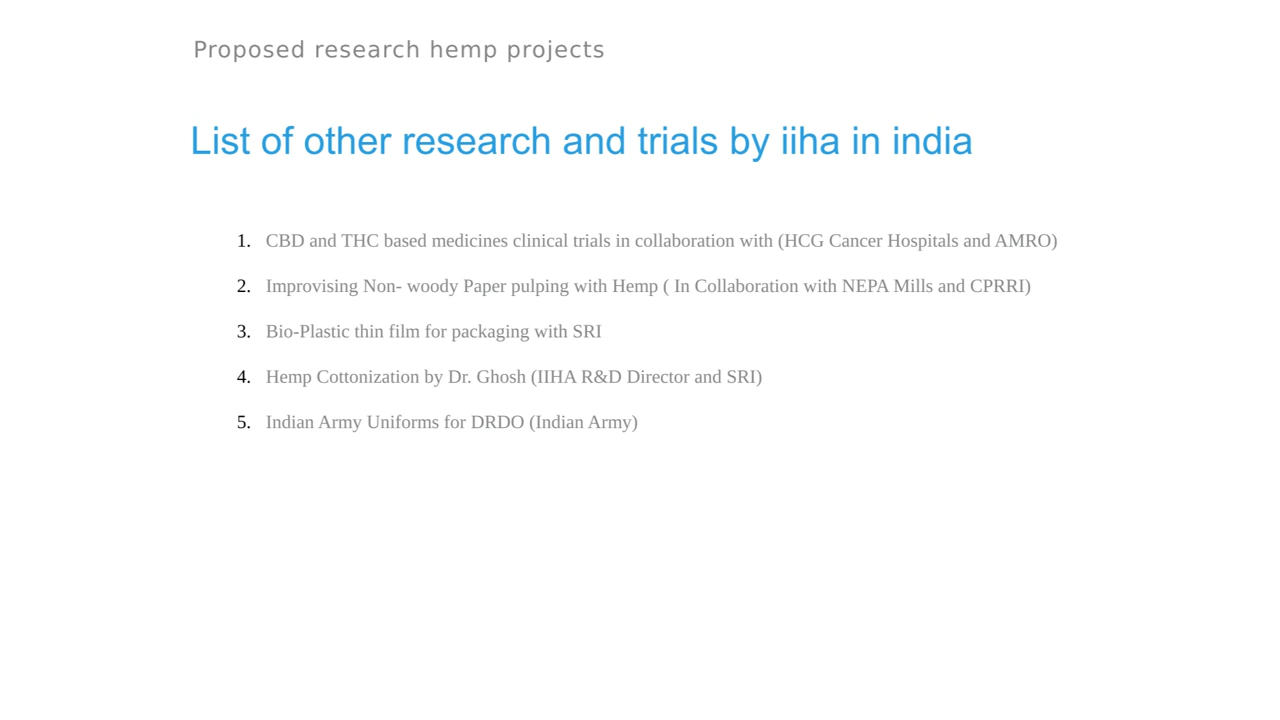 Proposed research hemp projects
List of other research and trials by iiha in india
1. CBD and THC based medicines clinical trials in collaboration with (HCG Cancer Hospitals and AMRO)
2. Improvising Non- woody Paper pulping with Hemp ( In Collaboration with NEPA Mills and CPRRI)
3. Bio-Plastic thin film for packaging with SRI
4. Hemp Cottonization by Dr. Ghosh (IIHA R&D Director and SRI)
5. Indian Army Uniforms for DRDO (Indian Army)